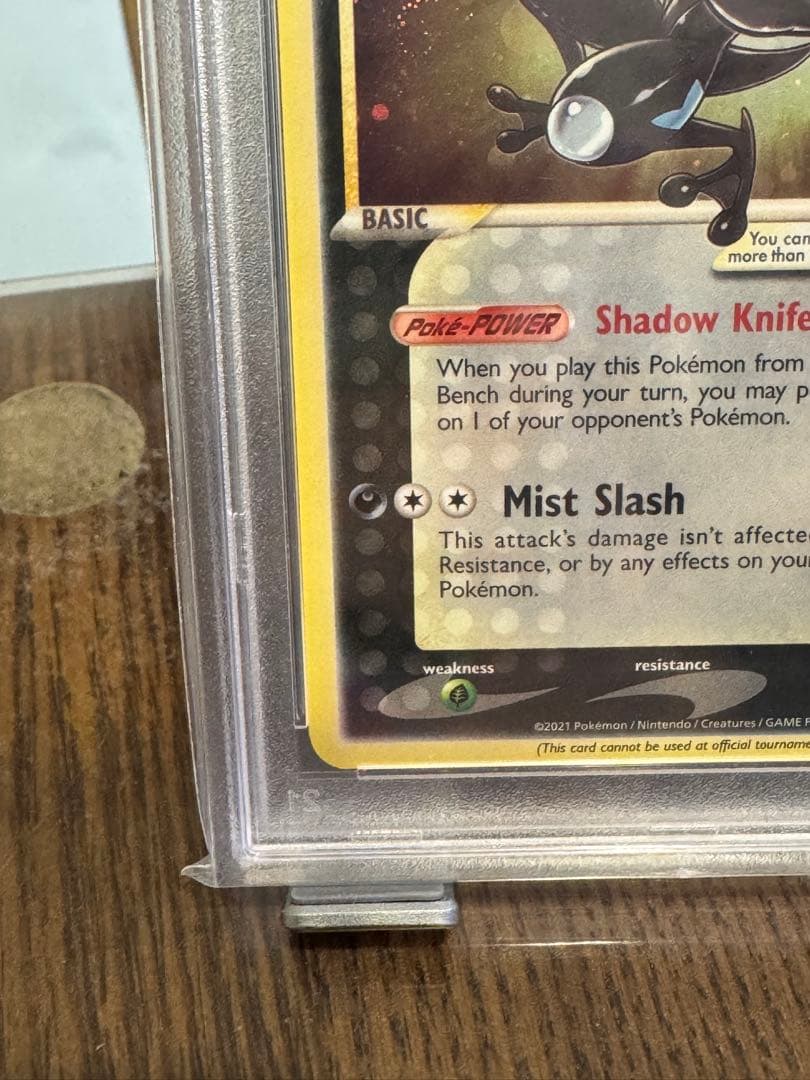 BASIC
You can
more than
Poké-POWER Shadow Knife
When you play this Pokémon from
Bench during your turn, you may p
on 1 of your opponent's Pokémon.
Mist Slash
This attack's damage isn't affecte
Resistance, or by any effects on you
Pokémon.
weakness resistance
©2021 Pokémon / Nintendo / Creatures / GAME F
(This card cannot be used at official tourname